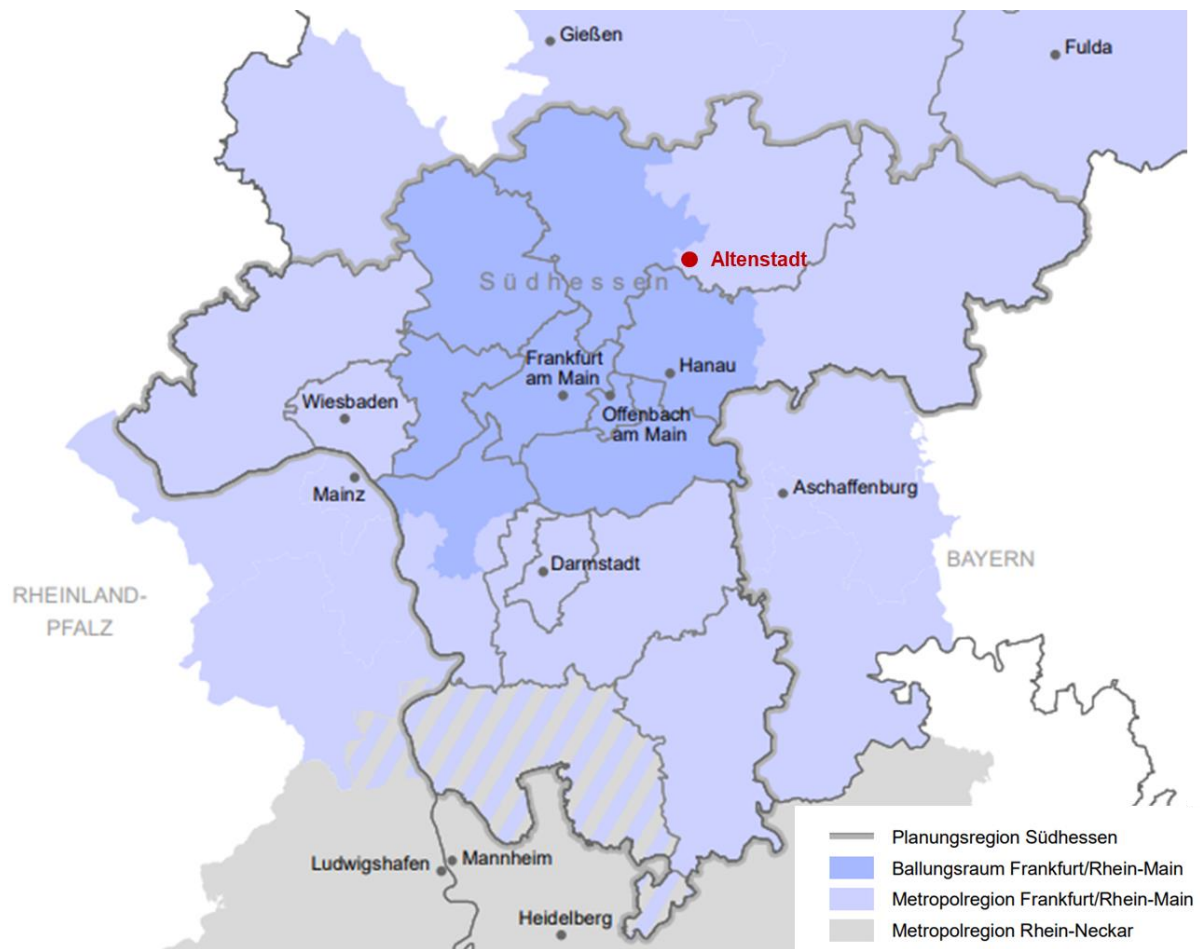 Gießen
Fulda
Altenstadt
Südhessen
Frankfurt
am Main
Hanau
Wiesbaden
Offenbach
am Main
Mainz
Aschaffenburg
Darmstadt
BAYERN
RHEINLAND-
PFALZ
Ludwigshafen
Mannheim
Heidelberg
Planungsregion Südhessen
Ballungsraum Frankfurt/Rhein-Main
Metropolregion Frankfurt/Rhein-Main
Metropolregion Rhein-Neckar